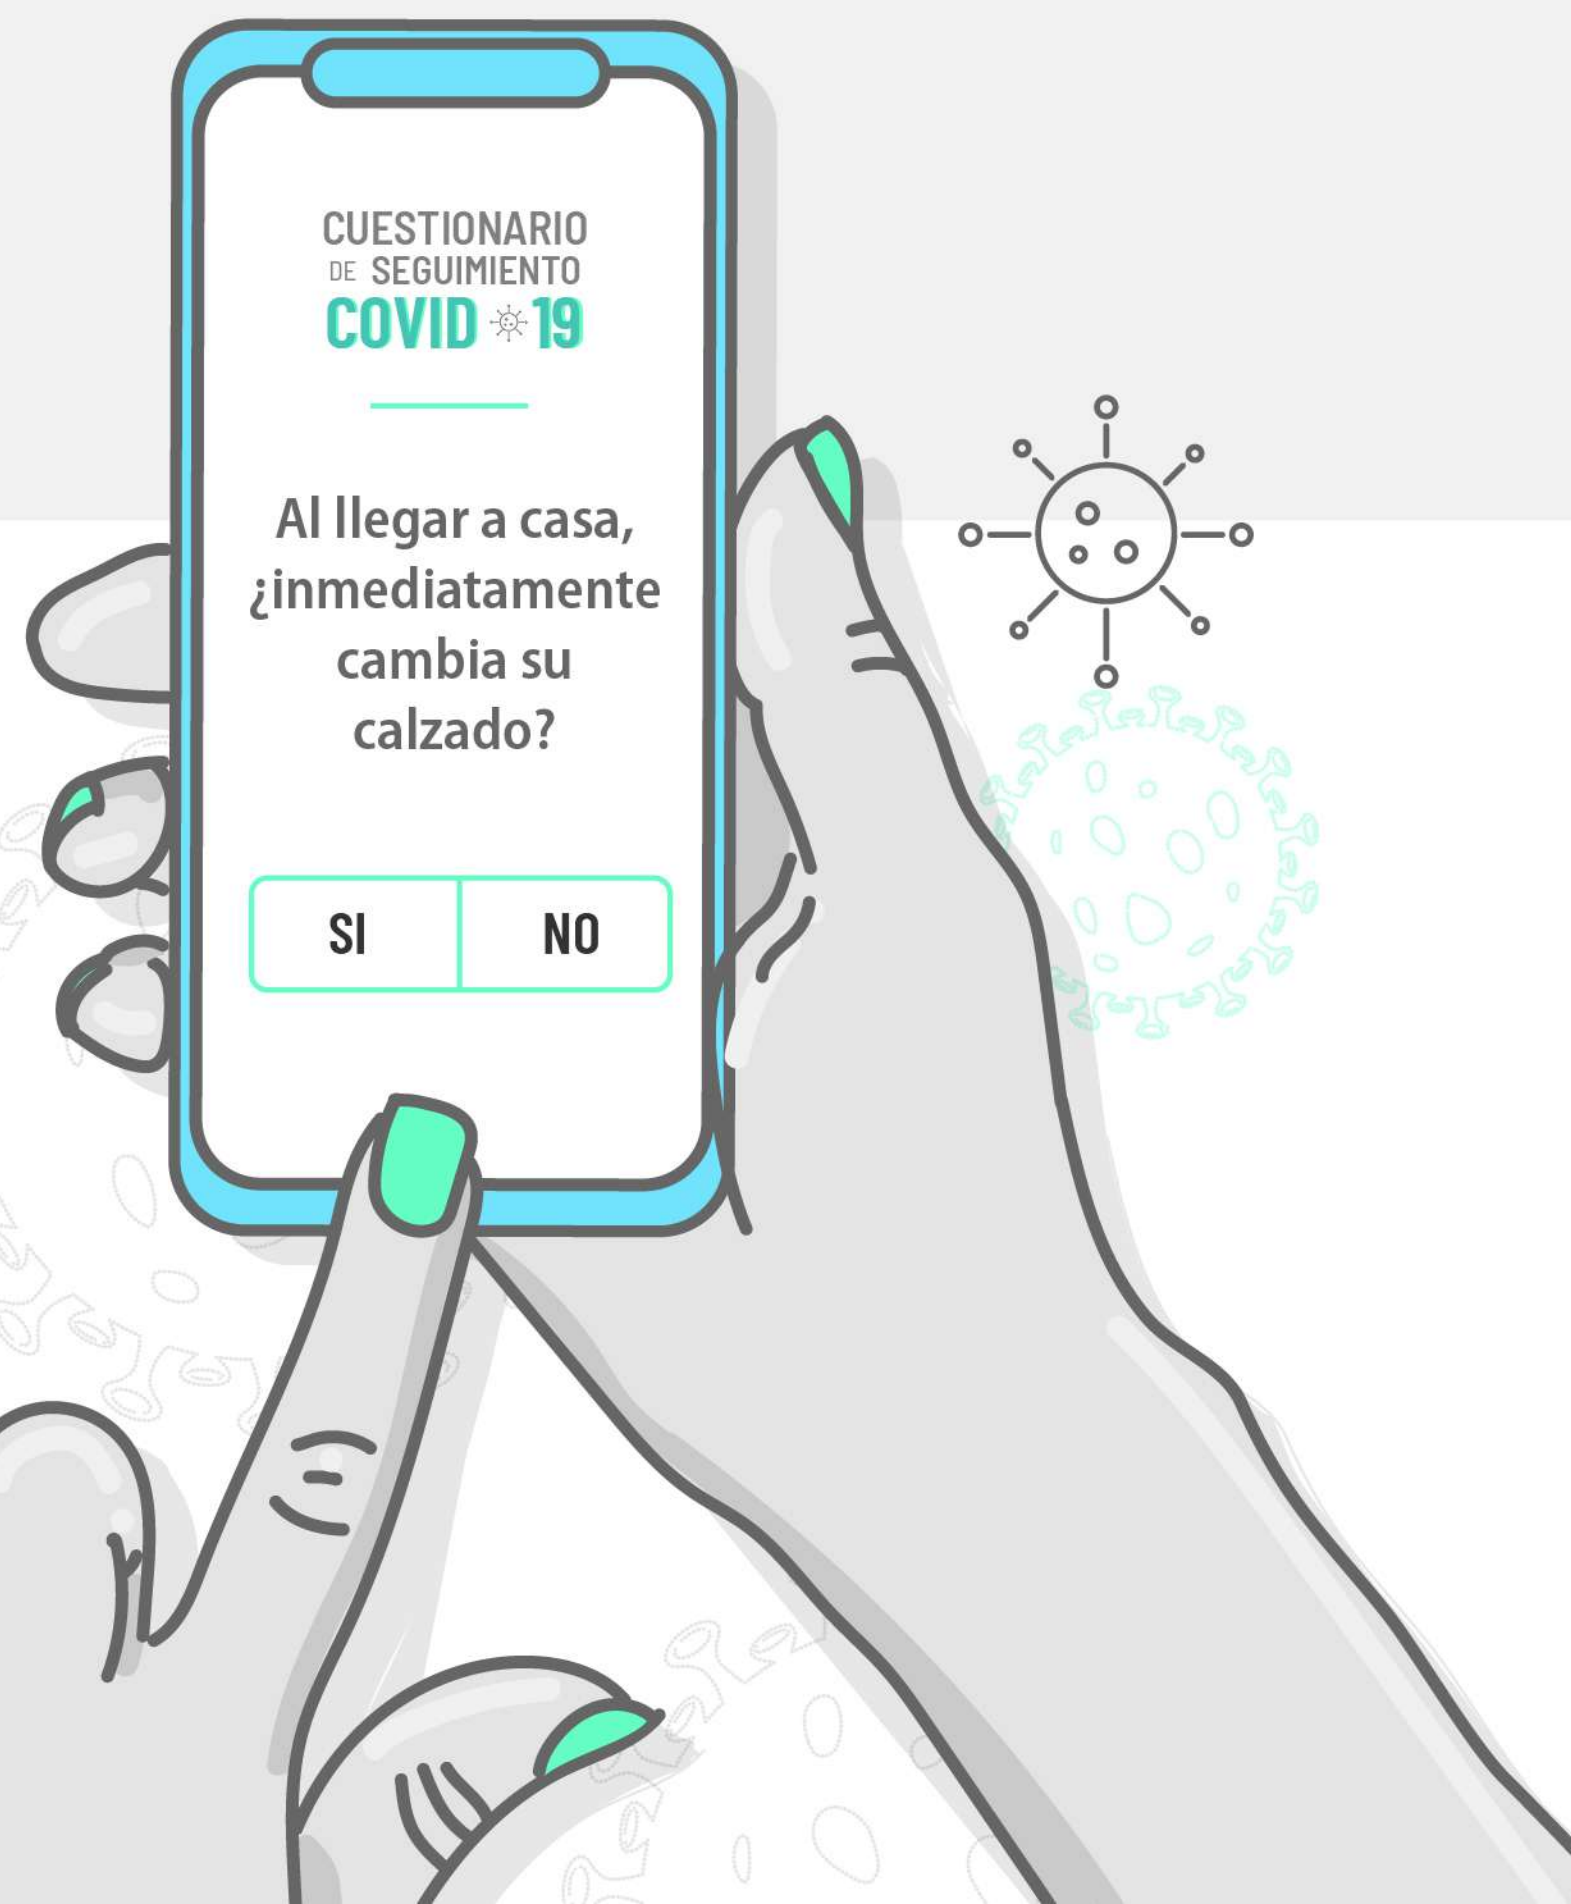 CUESTIONARIO
DE SEGUIMIENTO
COVID 19
Al llegar a casa,
¿inmediatamente
cambia su
calzado?
SI NO